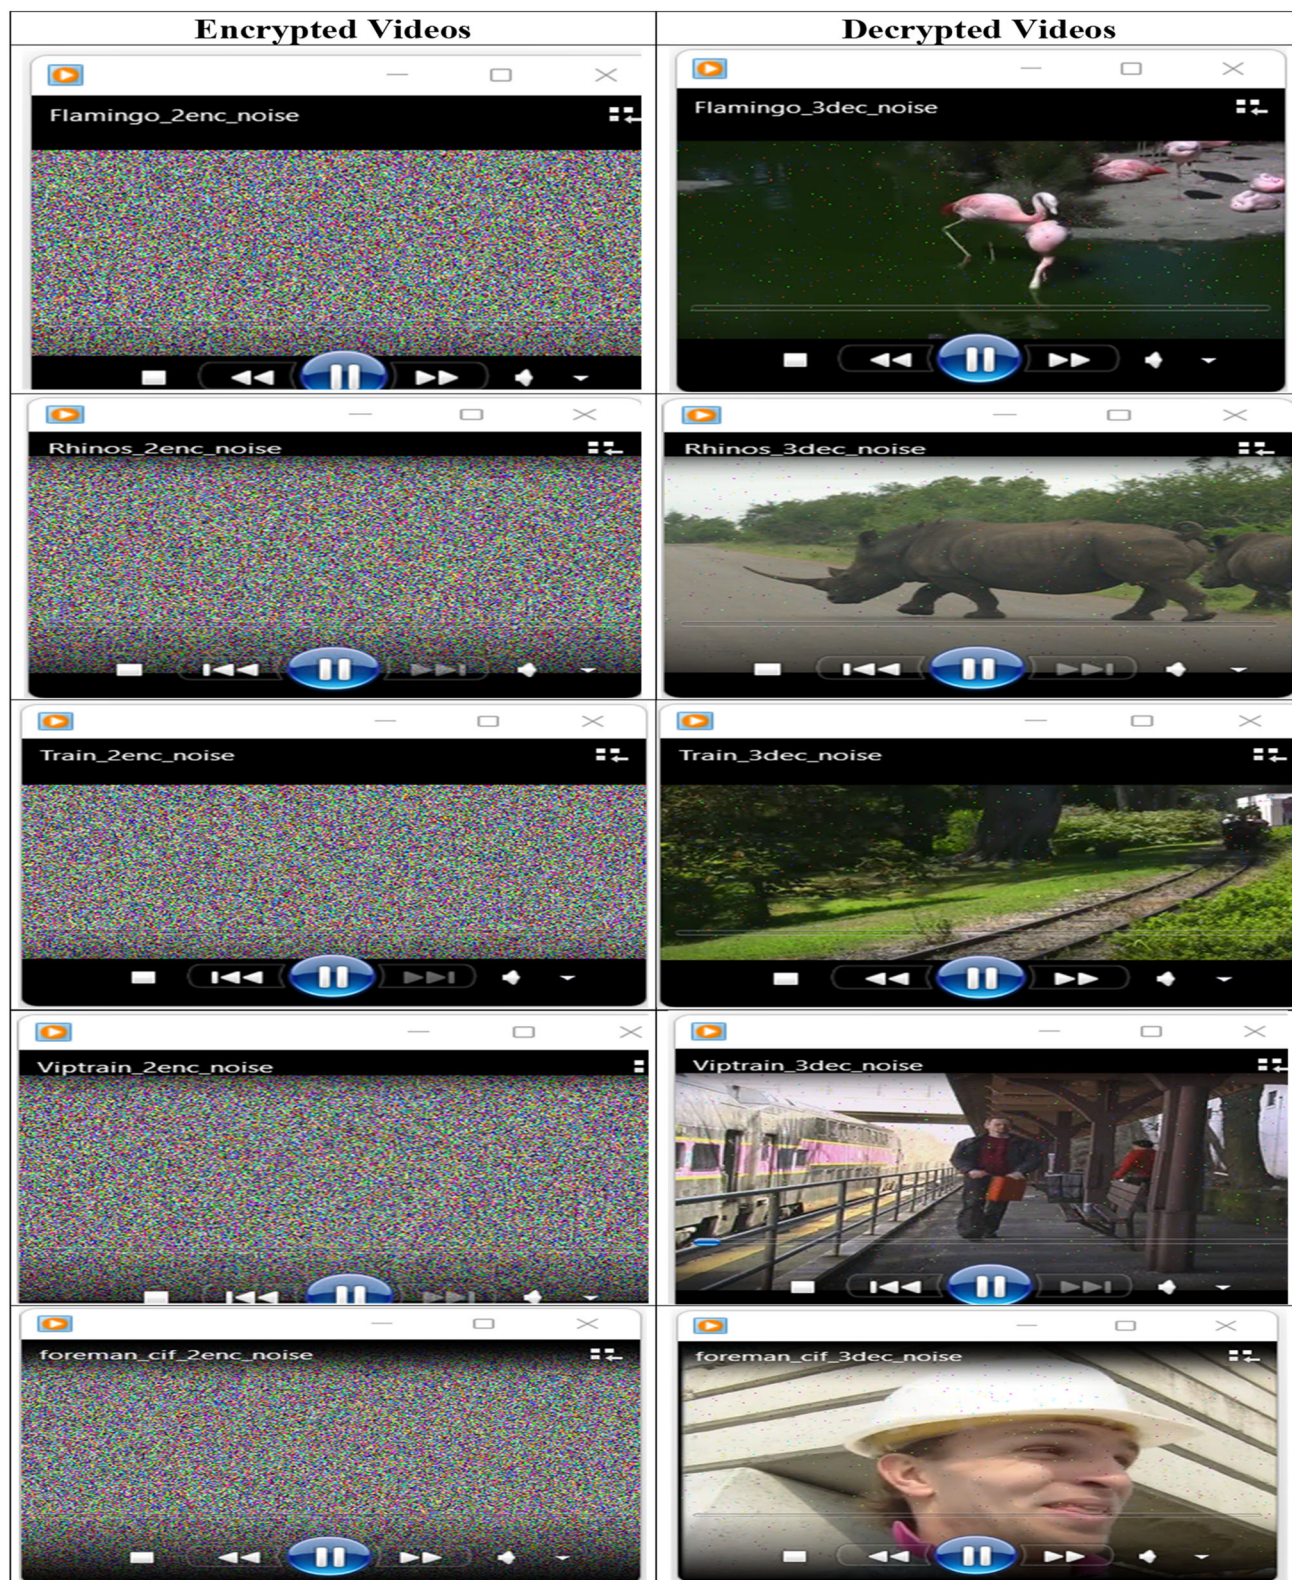 Encrypted Videos
Decrypted Videos
Flamingo_2enc_noise
Flamingo_3dec_noise
Rhinos_2enc_noise
Rhinos_3dec_noise
Train_2enc_noise
Train_3dec_noise
Viptrain_2enc_noise
Viptrain_3dec_noise
foreman_cif_2enc_noise
foreman_cif_3dec_noise